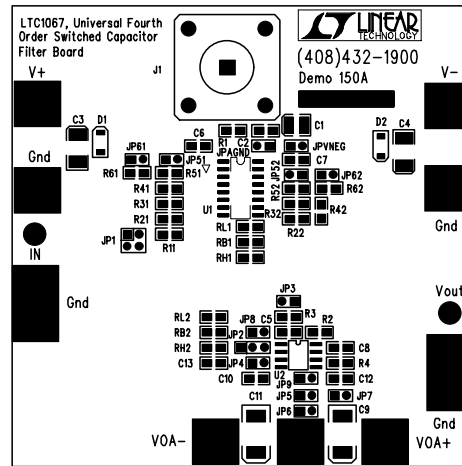 LTC1067, Universal Fourth
Order Switched Capacitor
Filter Board
LINEAR
TECHNOLOGY
(408)432-1900
Demo 150A
V+
J1
V-
C3
D1
C6
R1
C2
C1
D2
C4
JPAGND
JPVNEG
Gnd
JP61
JP51
JP52
C7
R61
R51
JP62
R41
R52
R62
R31
U1
R32
R42
R21
R22
Gnd
JP1
R11
RL1
IN
RB1
RH1
Gnd
JP3
Vout
RL2
JP8
C5
R3
R2
RB2
JP2
RH2
C8
C13
JP4
U2
R4
C10
JP9
C12
C11
JP5
JP7
JP6
C9
Gnd
VOA-
VOA+